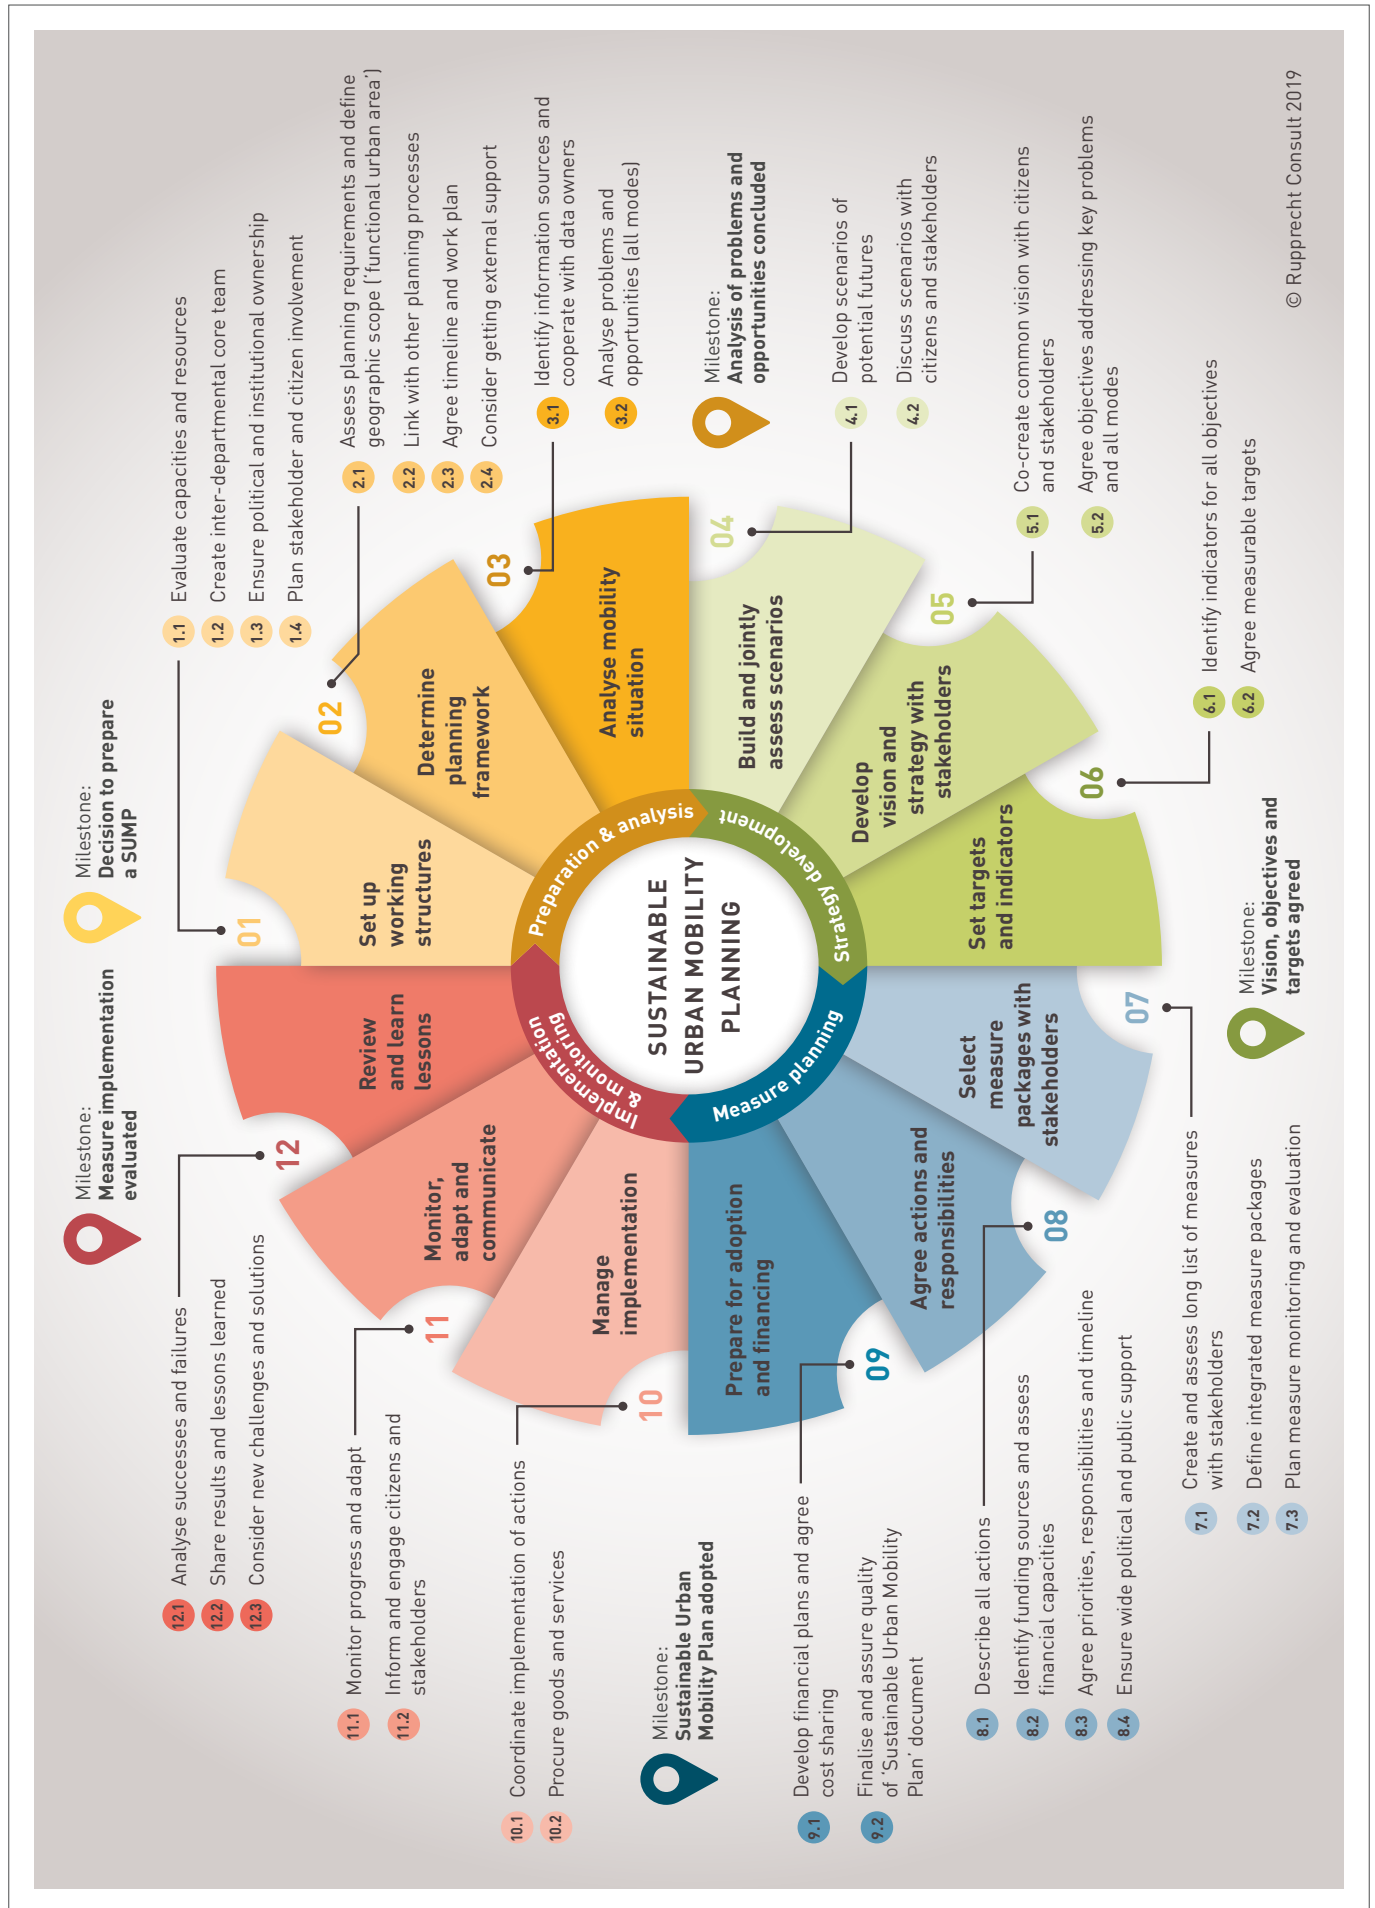 Milestone:
Measure implementation
evaluated
Milestone:
Decision to prepare
a SUMP
1.1 Evaluate capacities and resources
1.2 Create inter-departmental core team
1.3 Ensure political and institutional ownership
1.4 Plan stakeholder and citizen involvement
2.1 Assess planning requirements and define
geographic scope (‘functional urban area’)
2.2 Link with other planning processes
2.3 Agree timeline and work plan
2.4 Consider getting external support
3.1 Identify information sources and
cooperate with data owners
3.2 Analyse problems and
opportunities (all modes)
Milestone:
Analysis of problems and
opportunities concluded
4.1 Develop scenarios of
potential futures
4.2 Discuss scenarios with
citizens and stakeholders
5.1 Co-create common vision with citizens
and stakeholders
5.2 Agree objectives addressing key problems
and all modes
6.1 Identify indicators for all objectives
6.2 Agree measurable targets
Milestone:
Vision, objectives and
targets agreed
7.1 Create and assess long list of measures
with stakeholders
7.2 Define integrated measure packages
7.3 Plan measure monitoring and evaluation
8.1 Describe all actions
8.2 Identify funding sources and assess
financial capacities
8.3 Agree priorities, responsibilities and timeline
8.4 Ensure wide political and public support
9.1 Develop financial plans and agree
cost sharing
9.2 Finalise and assure quality
of ‘Sustainable Urban Mobility
Plan’ document
Milestone:
Sustainable Urban
Mobility Plan adopted
10.1 Coordinate implementation of actions
10.2 Procure goods and services
11.1 Monitor progress and adapt
11.2 Inform and engage citizens and
stakeholders
12.1 Analyse successes and failures
12.2 Share results and lessons learned
12.3 Consider new challenges and solutions
01
Set up
working
structures
02
Determine
planning
framework
03
Analyse mobility
situation
04
Build and jointly
assess scenarios
05
Develop
vision and
strategy with
stakeholders
06
Set targets
and indicators
07
Select
measure
packages with
stakeholders
08
Agree actions and
responsibilities
09
Prepare for adoption
and financing
10
Manage
implementation
11
Monitor,
adapt and
communicate
12
Review
and learn
lessons
Preparation & analysis
Strategy development
Measure planning
Implementation
& monitoring
SUSTAINABLE
URBAN MOBILITY
PLANNING
© Rupprecht Consult 2019